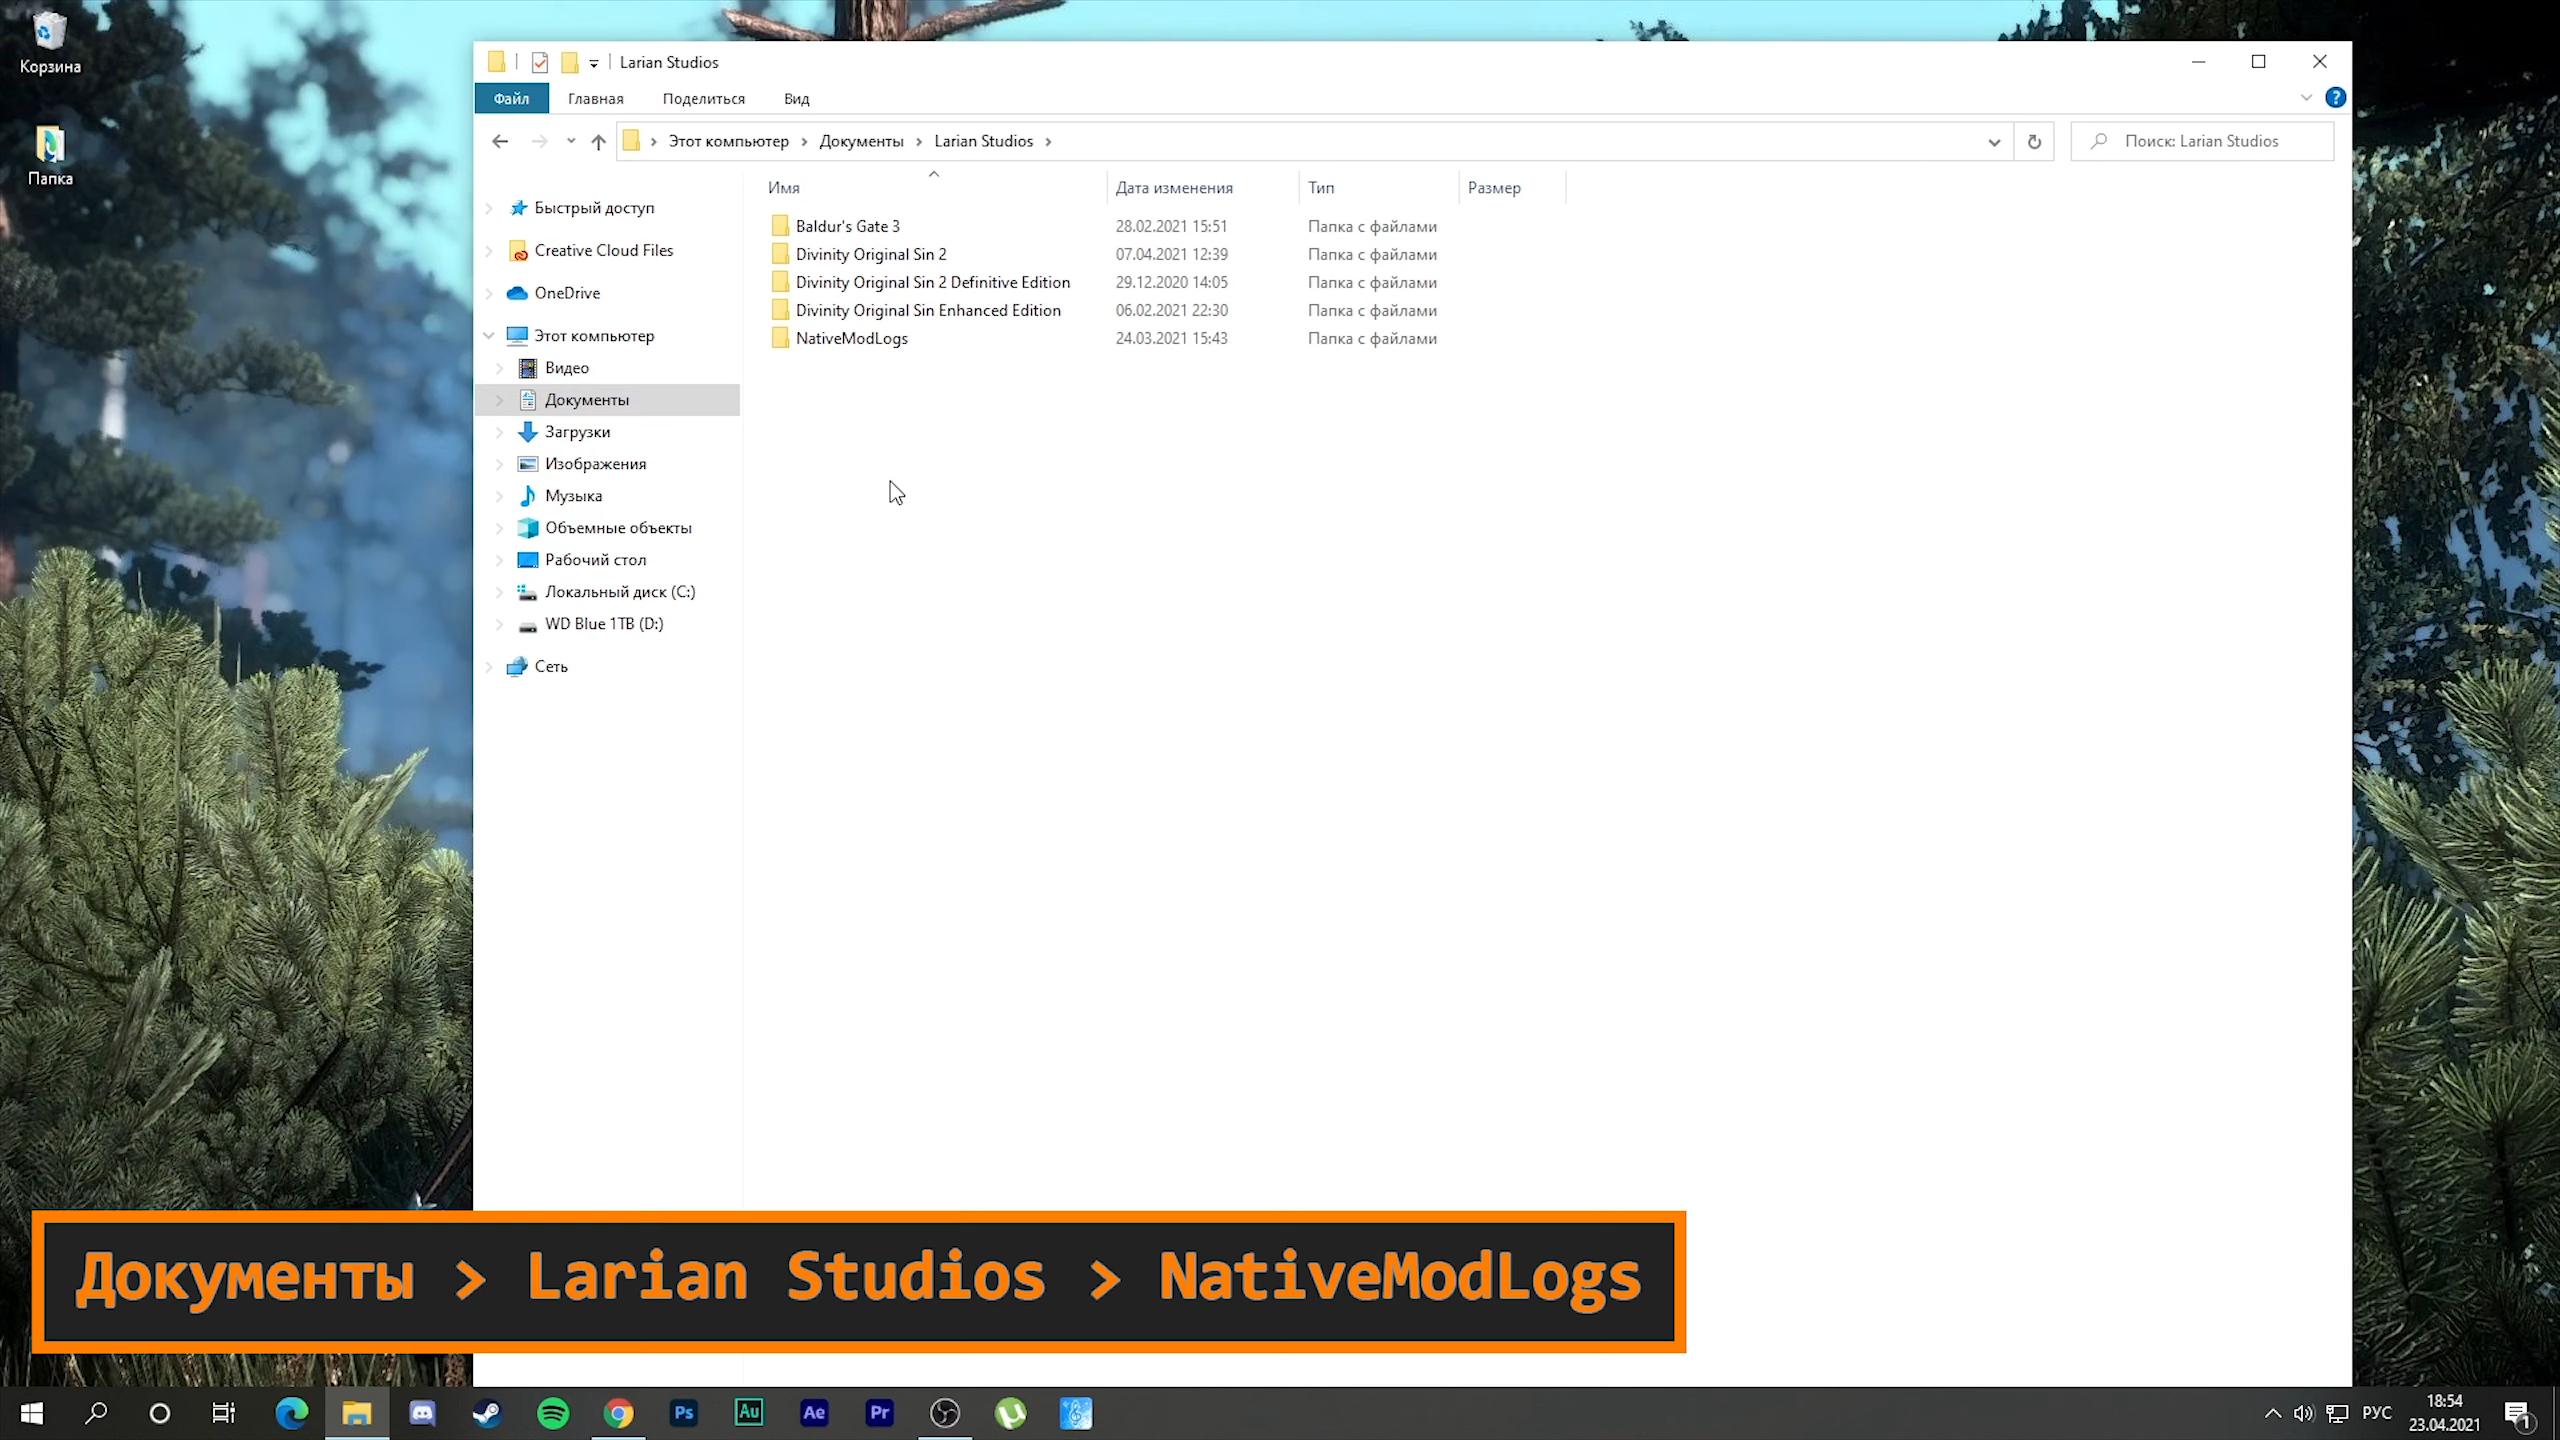 Корзина
Папка
Larian Studios
Файл Главная Поделиться Вид
?
Этот компьютер Документы Larian Studios
Поиск: Larian Studios
Быстрый доступ
Creative Cloud Files
OneDrive
Этот компьютер
Видео
Документы
Загрузки
Изображения
Музыка
Объемные объекты
Рабочий стол
Локальный диск (C:)
WD Blue 1TB (D:)
Сеть
Имя Дата изменения Тип Размер
Baldur's Gate 3 28.02.2021 15:51 Папка с файлами
Divinity Original Sin 2 07.04.2021 12:39 Папка с файлами
Divinity Original Sin 2 Definitive Edition 29.12.2020 14:05 Папка с файлами
Divinity Original Sin Enhanced Edition 06.02.2021 22:30 Папка с файлами
NativeModLogs 24.03.2021 15:43 Папка с файлами
Документы > Larian Studios > NativeModLogs
Ps Au Ae Pr
РУС
18:54
23.04.2021
1